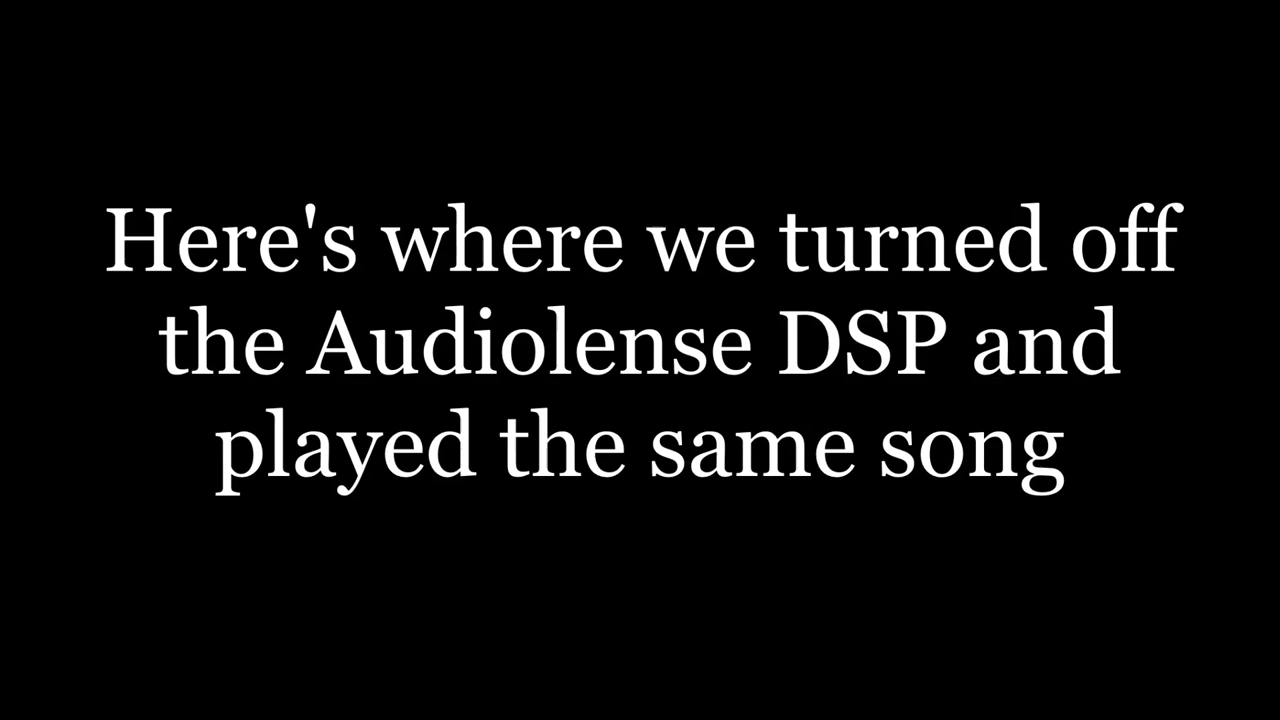 Here's where we turned off
the Audiolense DSP and
played the same song